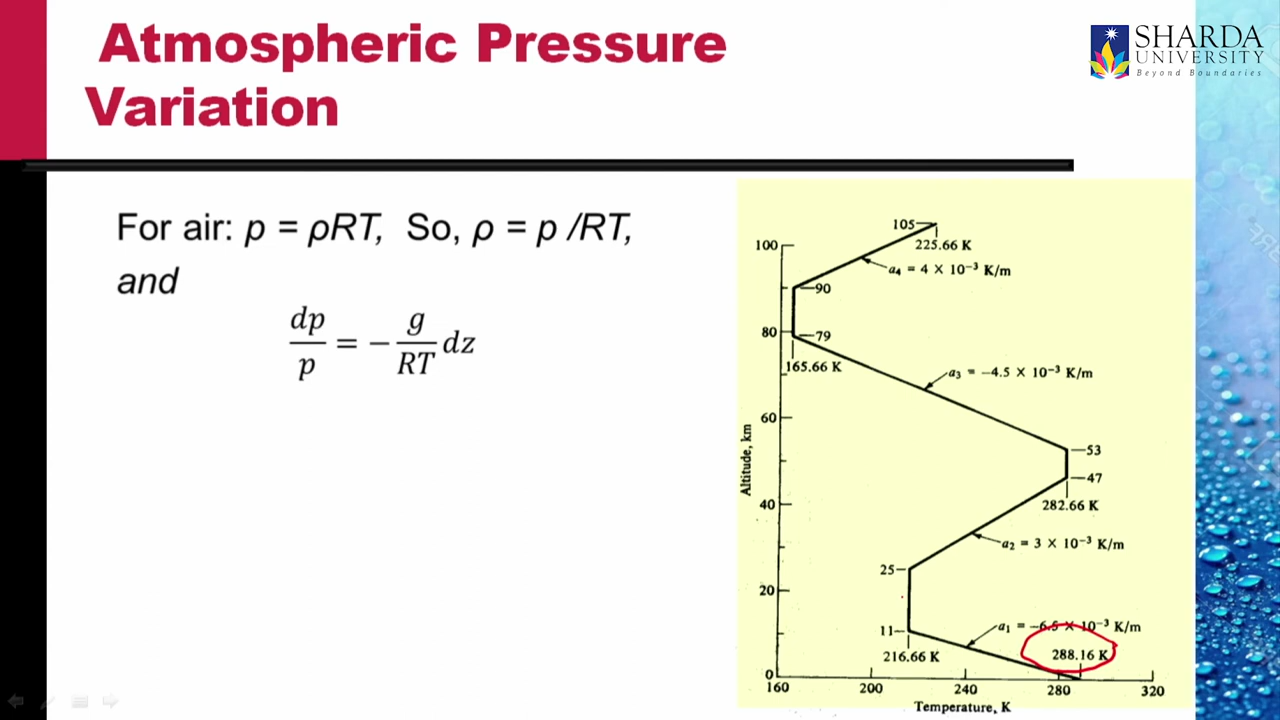 Atmospheric Pressure
Variation
SHARDA
UNIVERSITY
Beyond Boundaries
For air: p = ρRT, So, ρ = p /RT,
and
dp/p = − g/RT dz
105
225.66 K
100
a₄ = 4 × 10⁻³ K/m
90
80
79
165.66 K
a₃ = −4.5 × 10⁻³ K/m
60
53
47
282.66 K
40
a₂ = 3 × 10⁻³ K/m
25
20
11
a₁ = −6.5 × 10⁻³ K/m
216.66 K
288.16 K
0
160 200 240 280 320
Temperature, K
Altitude, km